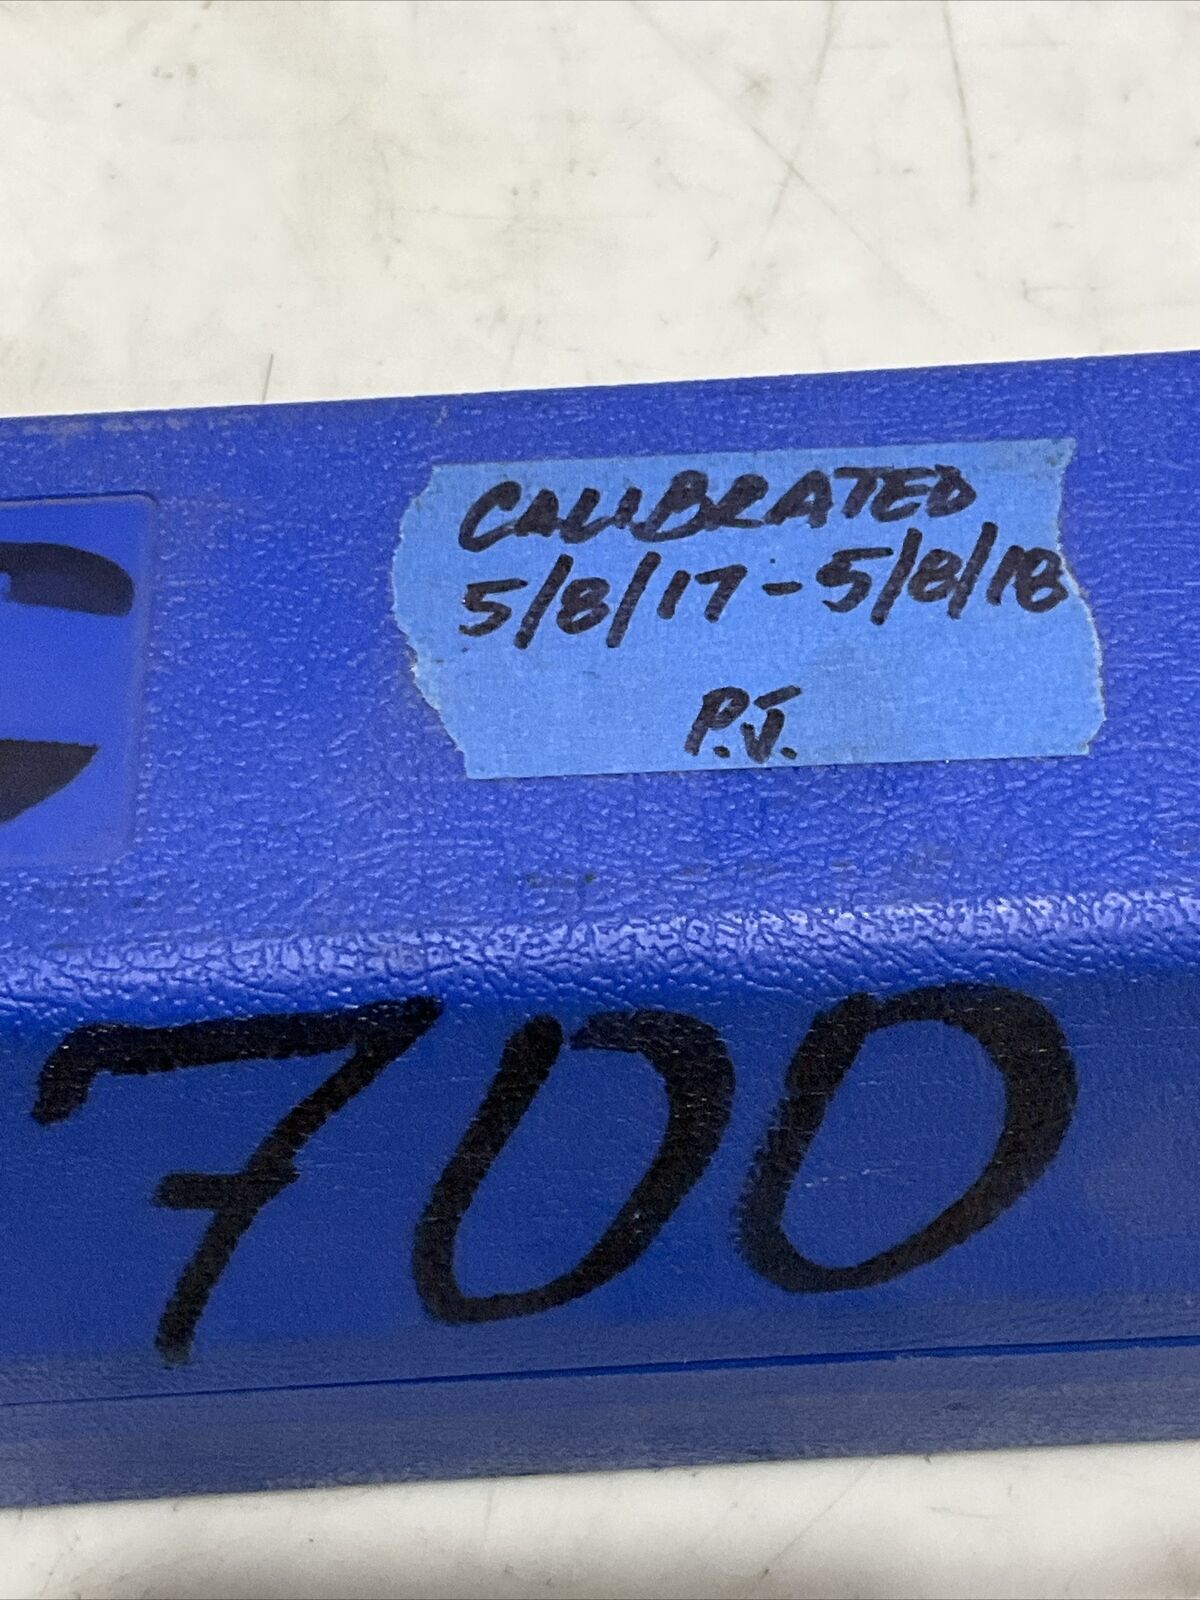 CALIBRATED
5/8/17-5/8/18
P.J.
700